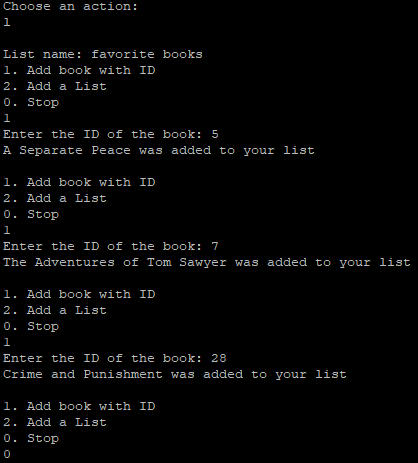 Choose an action:
1
List name: favorite books
1. Add book with ID
2. Add a List
0. Stop
1
Enter the ID of the book: 5
A Separate Peace was added to your list
1. Add book with ID
2. Add a List
0. Stop
1
Enter the ID of the book: 7
The Adventures of Tom Sawyer was added to your list
1. Add book with ID
2. Add a List
0. Stop
1
Enter the ID of the book: 28
Crime and Punishment was added to your list
1. Add book with ID
2. Add a List
0. Stop
0